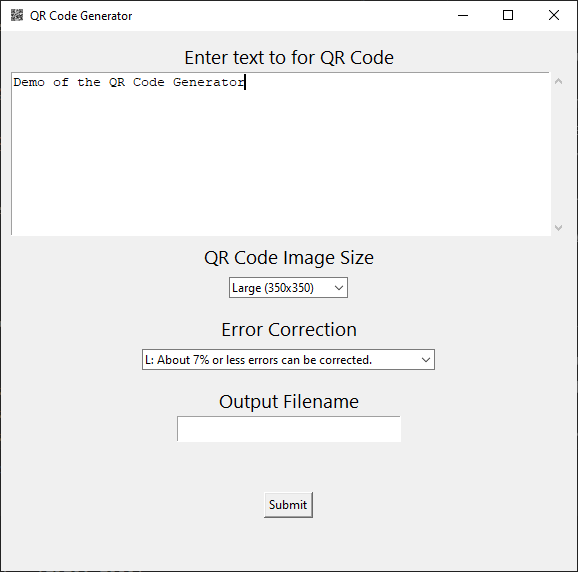 QR Code Generator
Enter text to for QR Code
Demo of the QR Code Generator
QR Code Image Size
Large (350x350)
Error Correction
L: About 7% or less errors can be corrected.
Output Filename
Submit